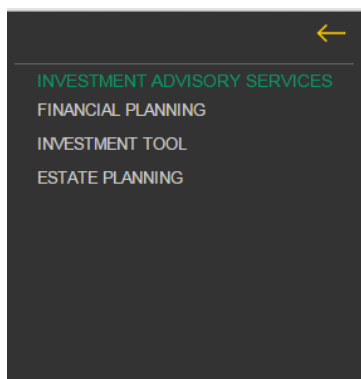 INVESTMENT ADVISORY SERVICES
FINANCIAL PLANNING
INVESTMENT TOOL
ESTATE PLANNING